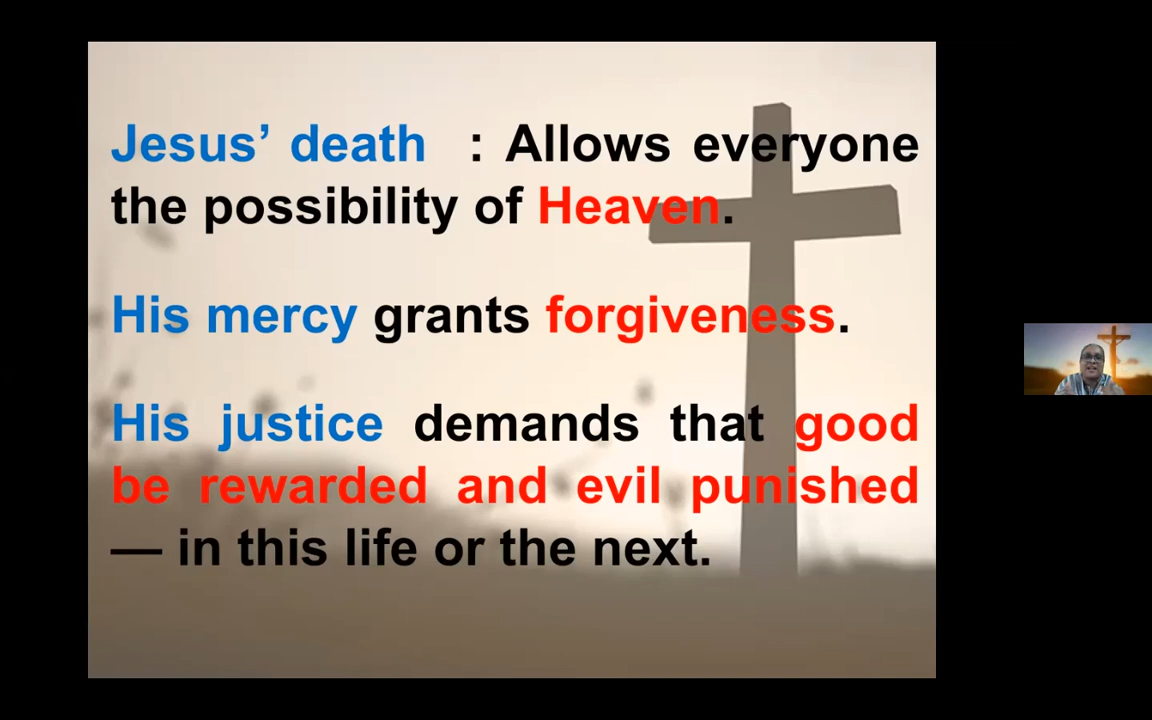 Jesus’ death : Allows everyone
the possibility of Heaven.
His mercy grants forgiveness.
His justice demands that good
be rewarded and evil punished
— in this life or the next.